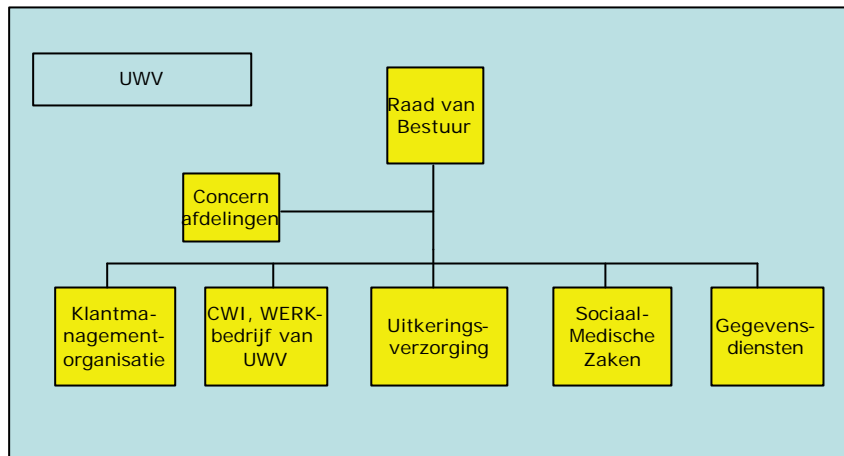 UWV
Raad van
Bestuur
Concern
afdelingen
Klantma-
nagement-
organisatie
CWI, WERK-
bedrijf van
UWV
Uitkerings-
verzorging
Sociaal-
Medische
Zaken
Gegevens-
diensten